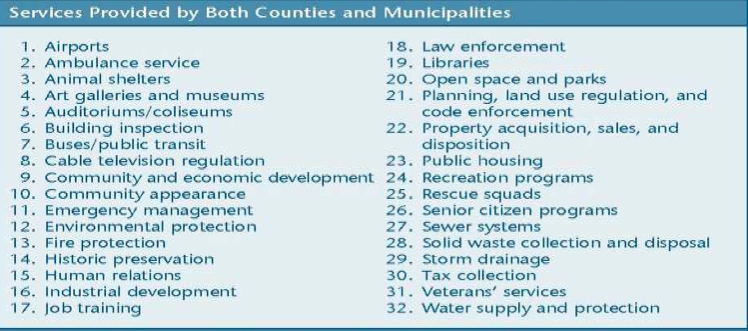 Services Provided by Both Counties and Municipalities
1. Airports
2. Ambulance service
3. Animal shelters
4. Art galleries and museums
5. Auditoriums/coliseums
6. Building inspection
7. Buses/public transit
8. Cable television regulation
9. Community and economic development
10. Community appearance
11. Emergency management
12. Environmental protection
13. Fire protection
14. Historic preservation
15. Human relations
16. Industrial development
17. Job training
18. Law enforcement
19. Libraries
20. Open space and parks
21. Planning, land use regulation, and
code enforcement
22. Property acquisition, sales, and
disposition
23. Public housing
24. Recreation programs
25. Rescue squads
26. Senior citizen programs
27. Sewer systems
28. Solid waste collection and disposal
29. Storm drainage
30. Tax collection
31. Veterans' services
32. Water supply and protection